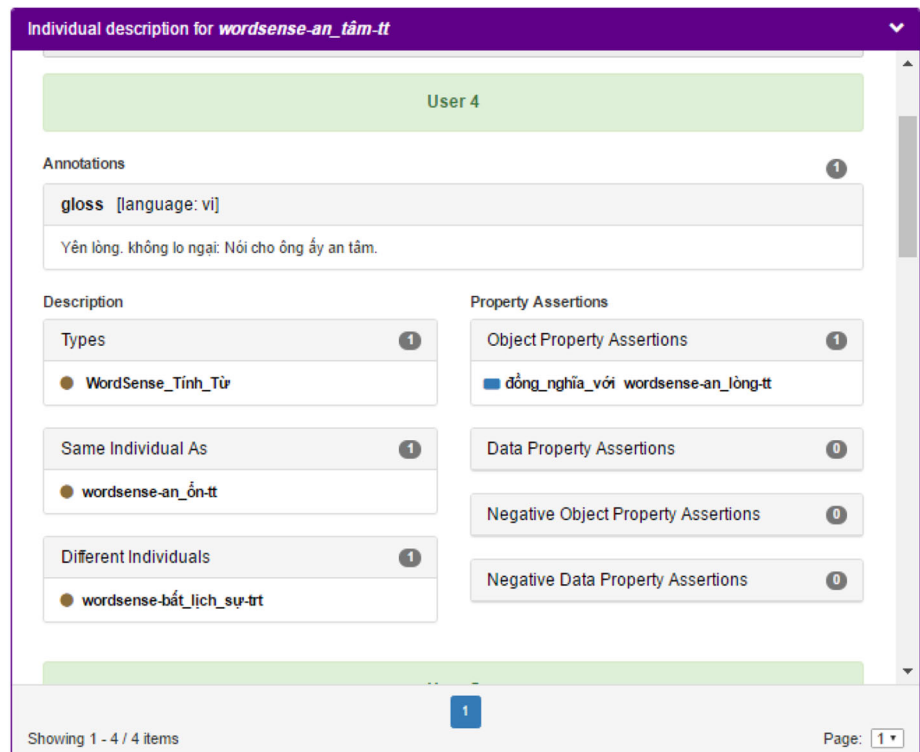 Individual description for wordsense-an_tâm-tt
User 4
Annotations 1
gloss [language: vi]
Yên lòng. không lo ngại: Nói cho ông ấy an tâm.
Description
Types 1
WordSense_Tính_Từ
Same Individual As 1
wordsense-an_ổn-tt
Different Individuals 1
wordsense-bất_lịch_sự-trt
Property Assertions
Object Property Assertions 1
đồng_nghĩa_với wordsense-an_lòng-tt
Data Property Assertions 0
Negative Object Property Assertions 0
Negative Data Property Assertions 0
1
Showing 1 - 4 / 4 items
Page: 1